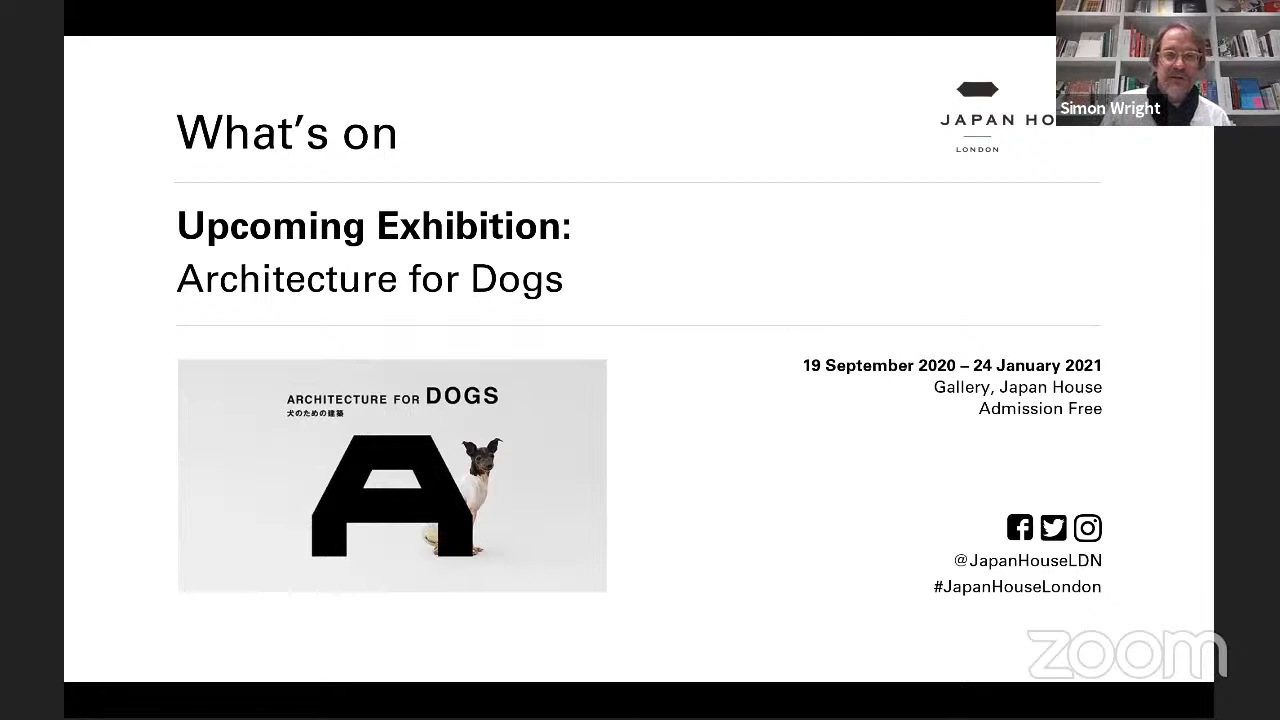 What's on
JAPAN HO
LONDON
Simon Wright
Upcoming Exhibition:
Architecture for Dogs
ARCHITECTURE FOR DOGS
犬のための建築
A
19 September 2020 – 24 January 2021
Gallery, Japan House
Admission Free
@JapanHouseLDN
#JapanHouseLondon
zoom